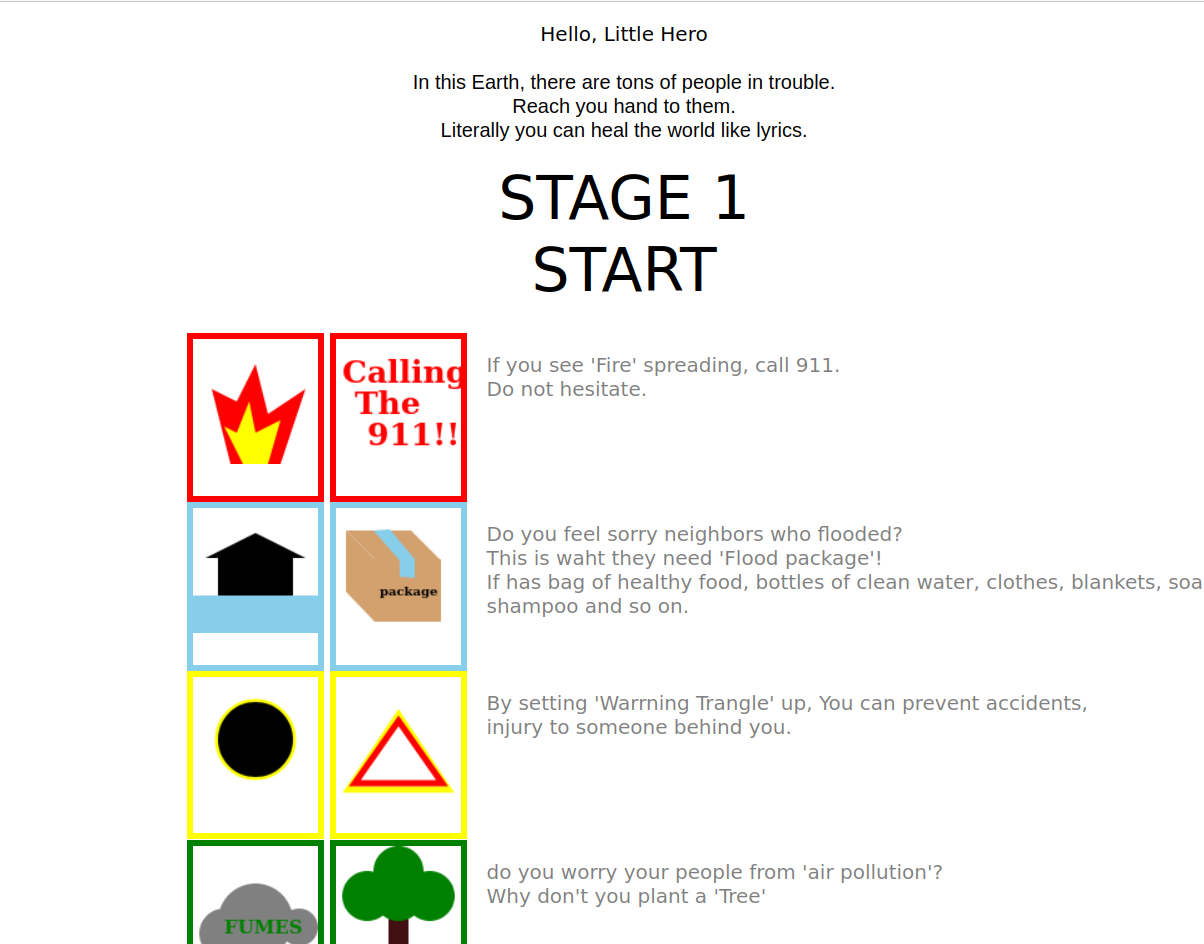 Hello, Little Hero
In this Earth, there are tons of people in trouble.
Reach you hand to them.
Literally you can heal the world like lyrics.
STAGE 1
START
Calling
The
911!!
If you see 'Fire' spreading, call 911.
Do not hesitate.
package
Do you feel sorry neighbors who flooded?
This is waht they need 'Flood package'!
If has bag of healthy food, bottles of clean water, clothes, blankets, soa
shampoo and so on.
By setting 'Warrning Trangle' up, You can prevent accidents,
injury to someone behind you.
FUMES
do you worry your people from 'air pollution'?
Why don't you plant a 'Tree'